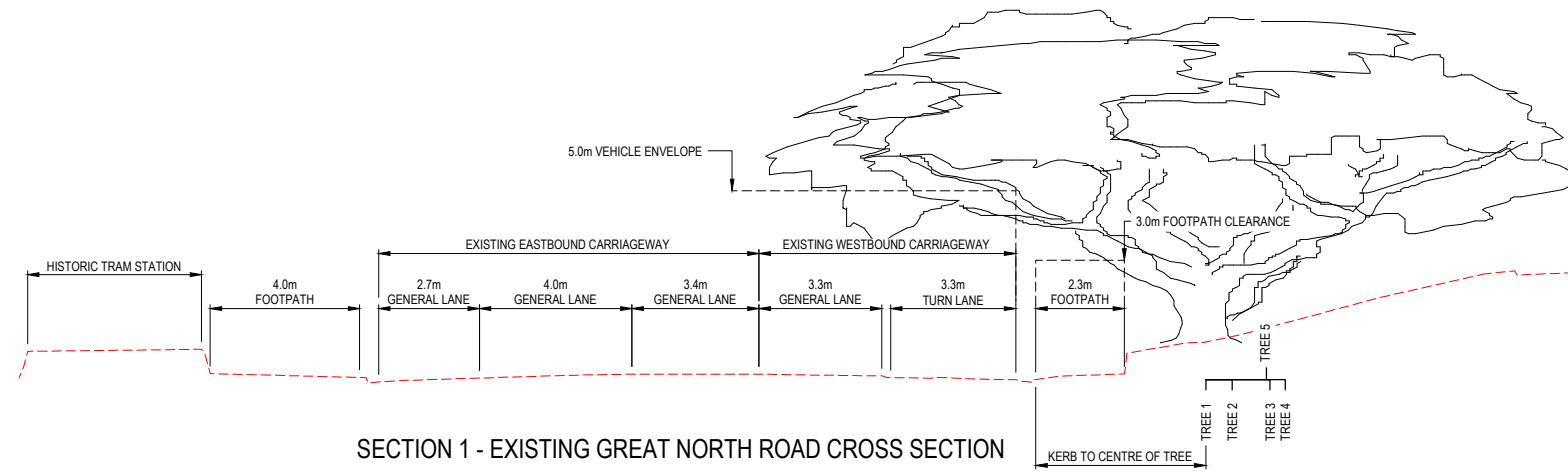 5.0m VEHICLE ENVELOPE
3.0m FOOTPATH CLEARANCE
EXISTING EASTBOUND CARRIAGEWAY
EXISTING WESTBOUND CARRIAGEWAY
HISTORIC TRAM STATION
4.0m
FOOTPATH
2.7m
GENERAL LANE
4.0m
GENERAL LANE
3.4m
GENERAL LANE
3.3m
GENERAL LANE
3.3m
TURN LANE
2.3m
FOOTPATH
TREE 5
TREE 1
TREE 2
TREE 3
TREE 4
SECTION 1 - EXISTING GREAT NORTH ROAD CROSS SECTION
KERB TO CENTRE OF TREE